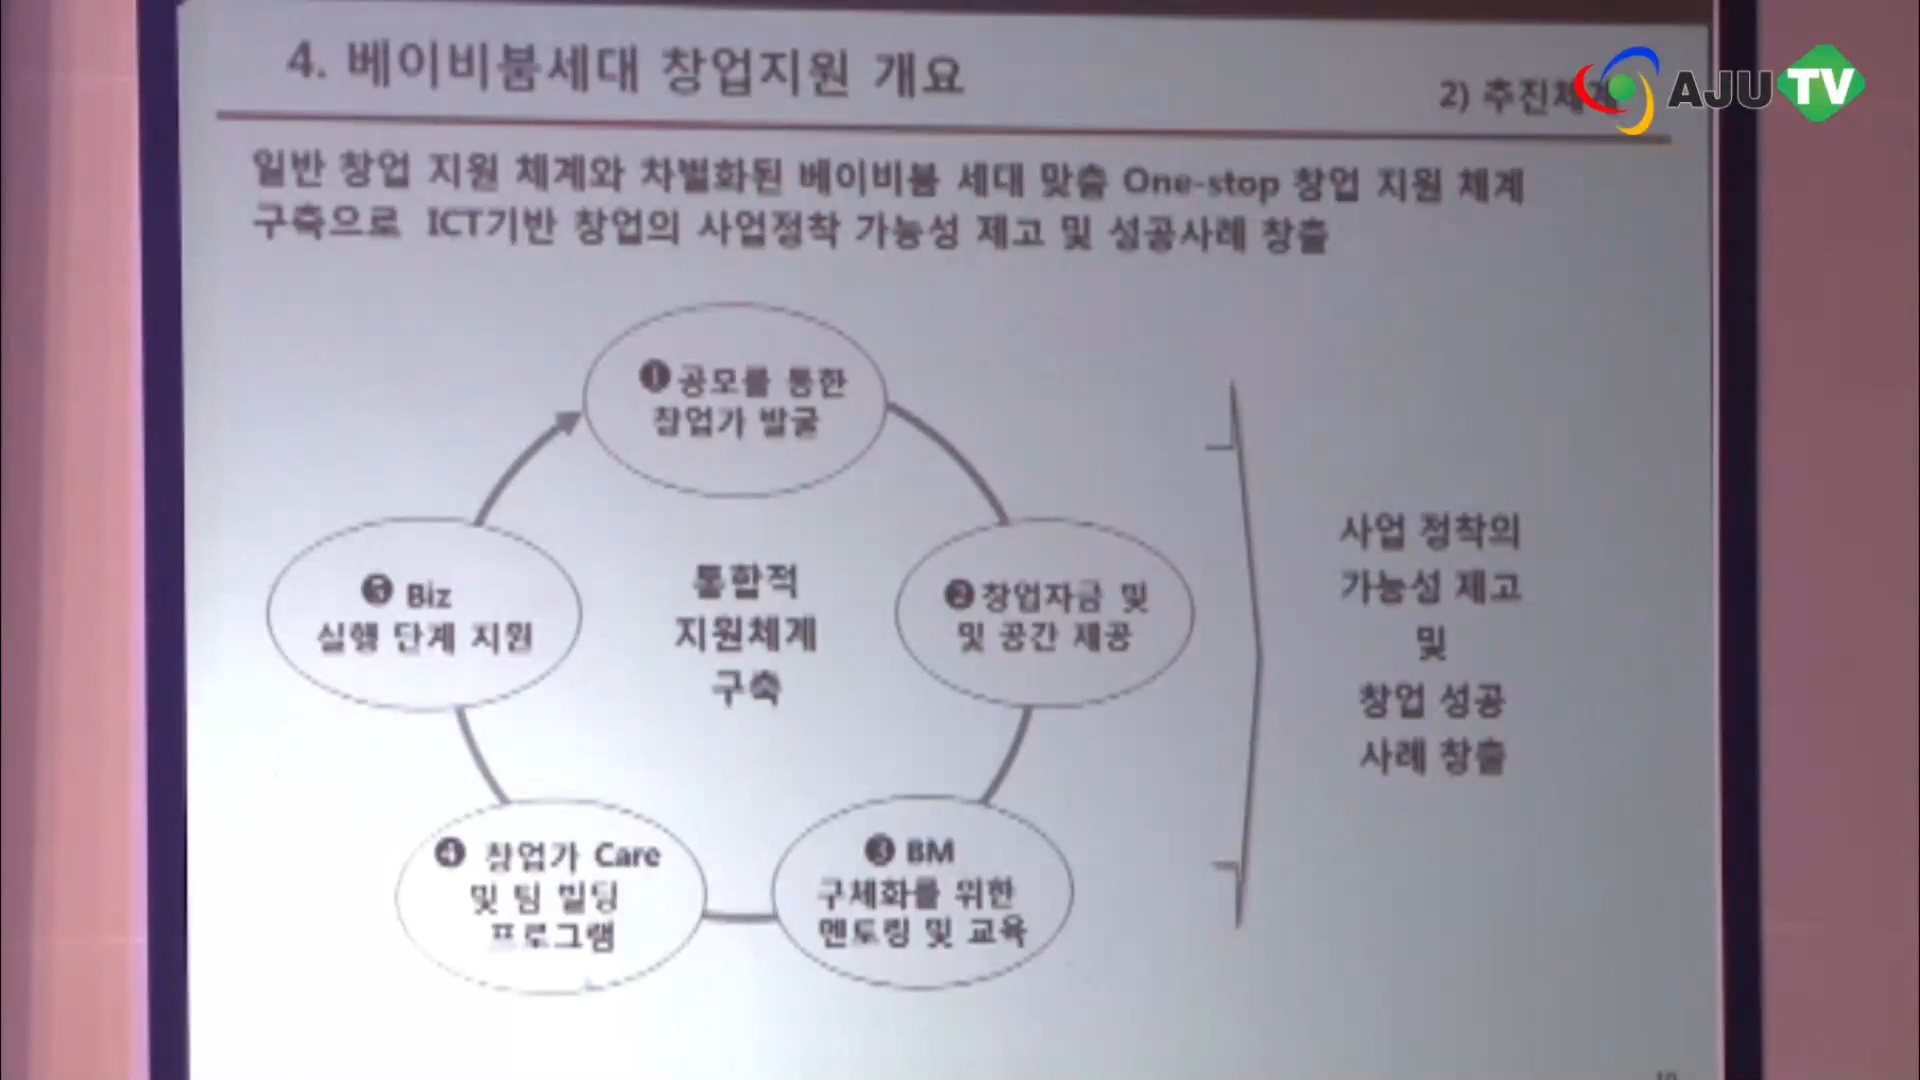 4. 베이비붐세대 창업지원 개요
2) 추진체계
AJU TV
일반 창업 지원 체계와 차별화된 베이비붐 세대 맞춤 One-stop 창업 지원 체계
구축으로 ICT기반 창업의 사업정착 가능성 제고 및 성공사례 창출
❶ 공모를 통한
창업가 발굴
❷ 창업자금 및
및 공간 제공
❸ BM
구체화를 위한
멘토링 및 교육
❹ 창업가 Care
및 팀 빌딩
프로그램
❺ Biz
실행 단계 지원
통합적
지원체계
구축
사업 정착의
가능성 제고
및
창업 성공
사례 창출